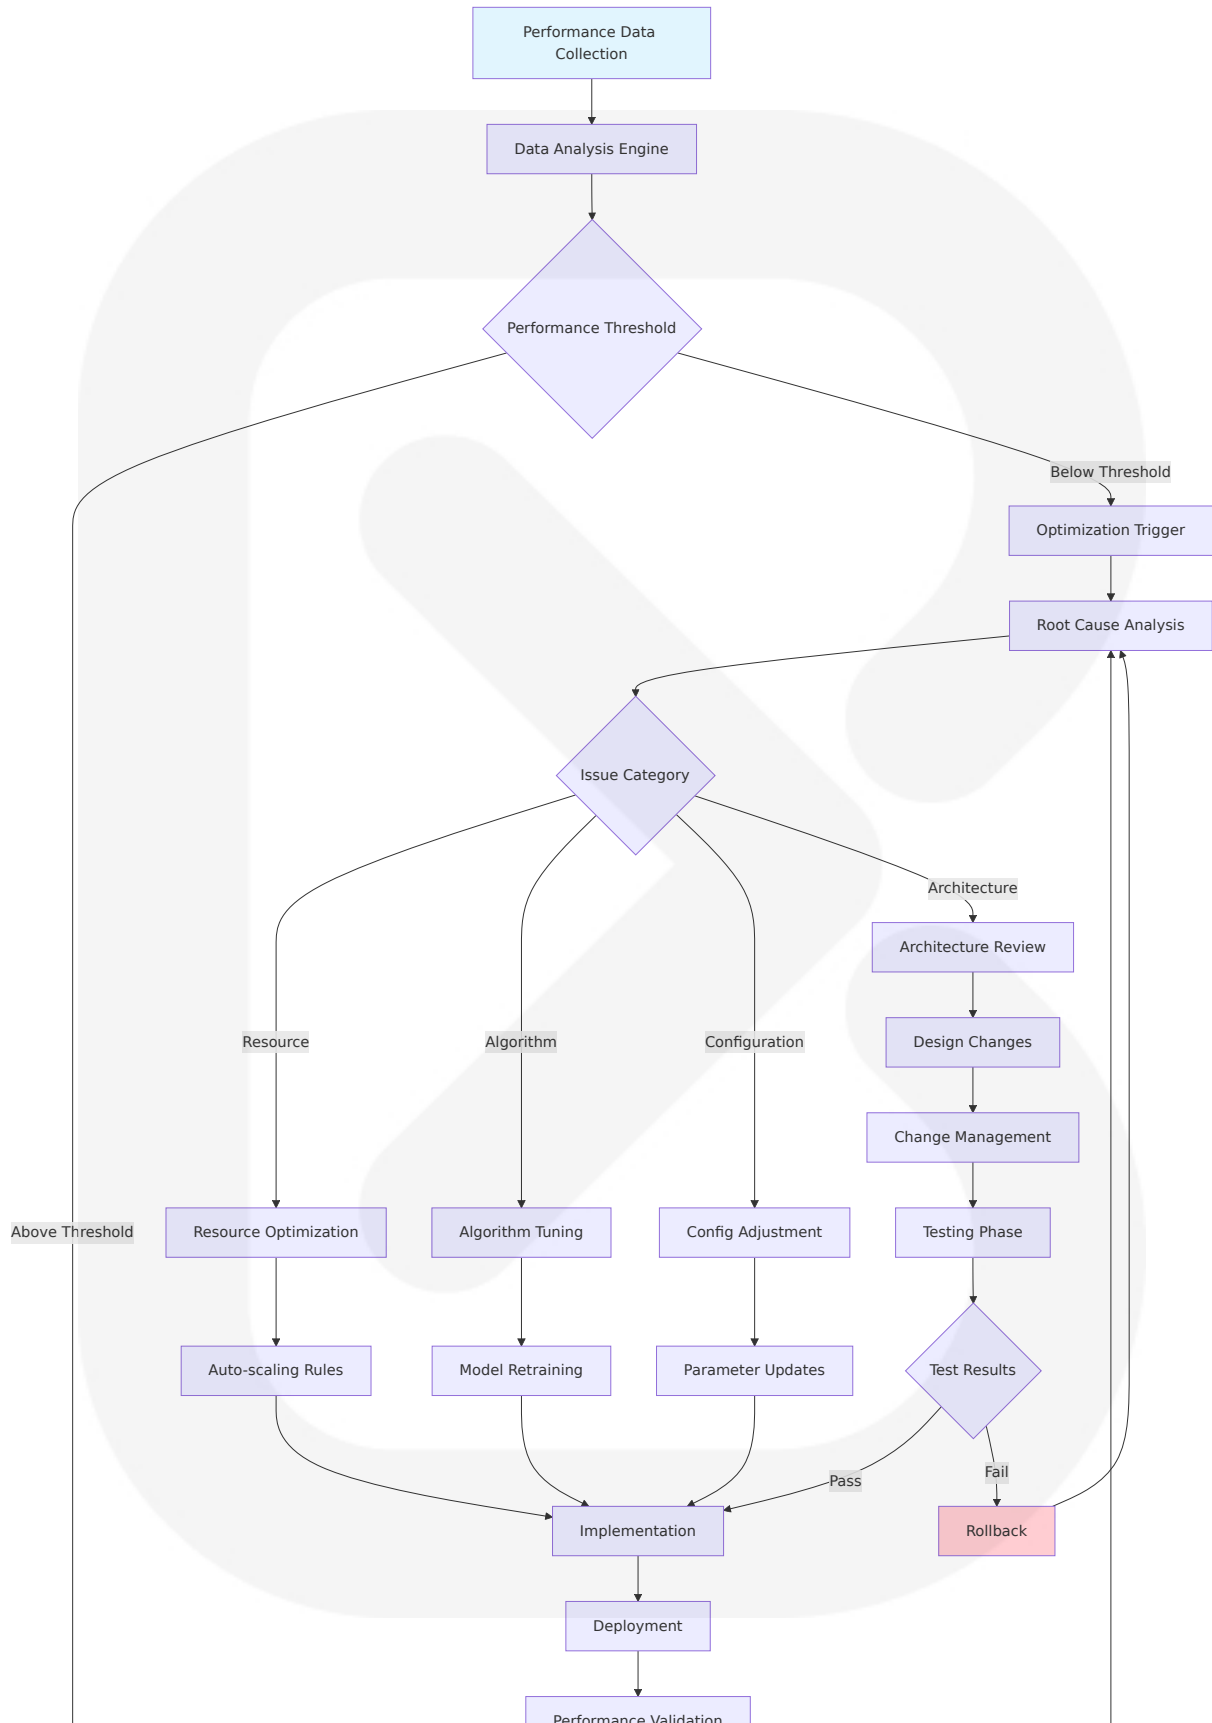 Performance Data
Collection
Data Analysis Engine
Performance Threshold
Below Threshold
Optimization Trigger
Root Cause Analysis
Issue Category
Architecture
Architecture Review
Resource
Algorithm
Configuration
Design Changes
Change Management
Above Threshold
Resource Optimization
Algorithm Tuning
Config Adjustment
Testing Phase
Auto-scaling Rules
Model Retraining
Parameter Updates
Test Results
Pass
Fail
Implementation
Rollback
Deployment
Performance Validation